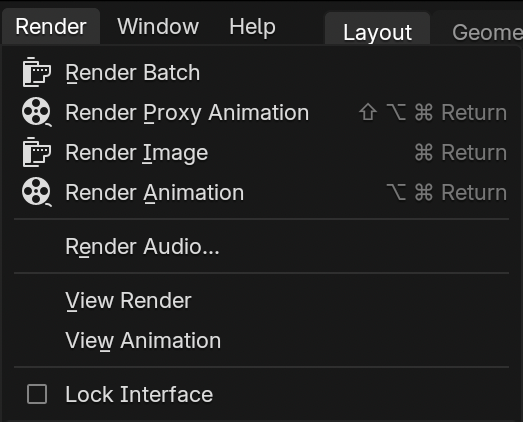 Render Window Help Layout Geome
Render Batch
Render Proxy Animation ⇧ ⌥ ⌘ Return
Render Image ⌘ Return
Render Animation ⌥ ⌘ Return
Render Audio...
View Render
View Animation
Lock Interface